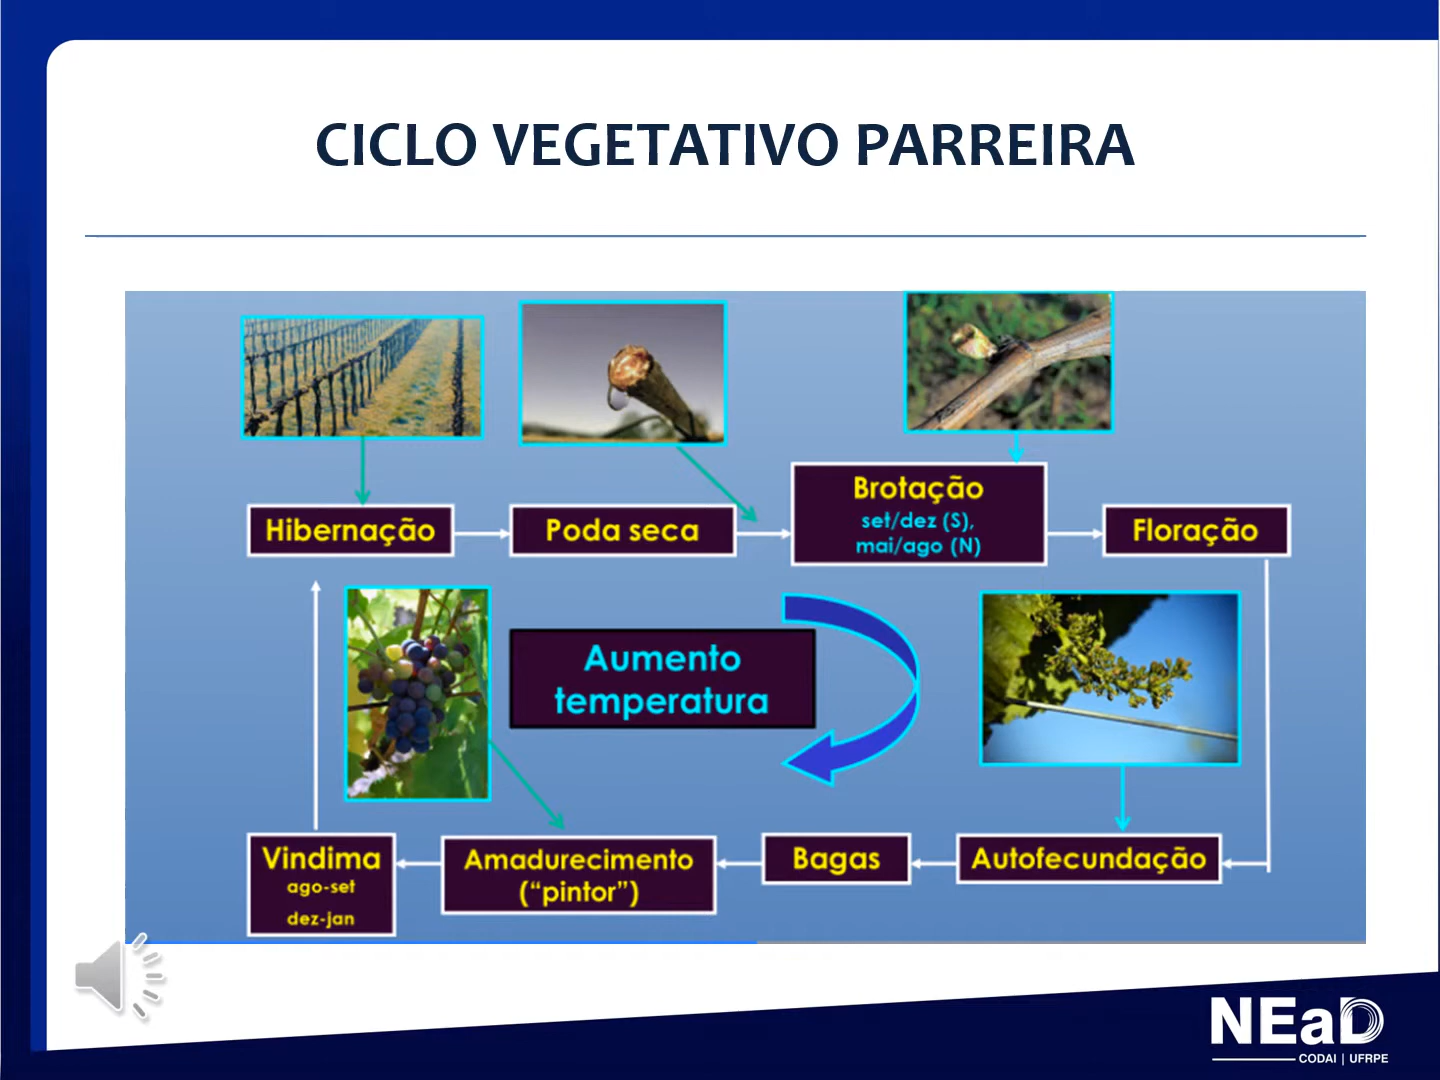 CICLO VEGETATIVO PARREIRA
Hibernação
Poda seca
Brotação
set/dez (S),
mai/ago (N)
Floração
Aumento
temperatura
Vindima
ago-set
dez-jan
Amadurecimento
(“pintor”)
Bagas
Autofecundação
NEaD
CODAI | UFRPE